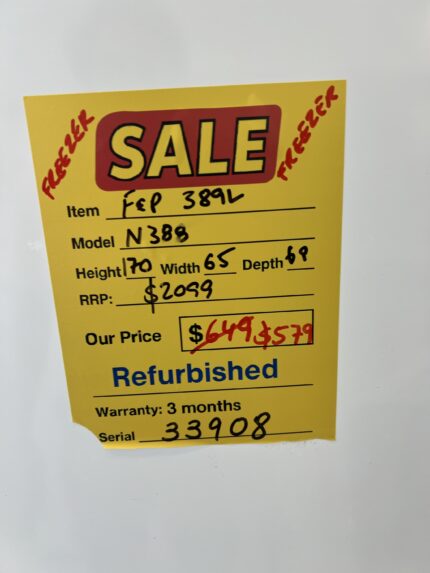 FREEZER
FREEZER
SALE
Item F&P 389L
Model N388
Height 170 Width 65 Depth 69
RRP: $2099
Our Price $649 $579
Refurbished
Warranty: 3 months
Serial 33908